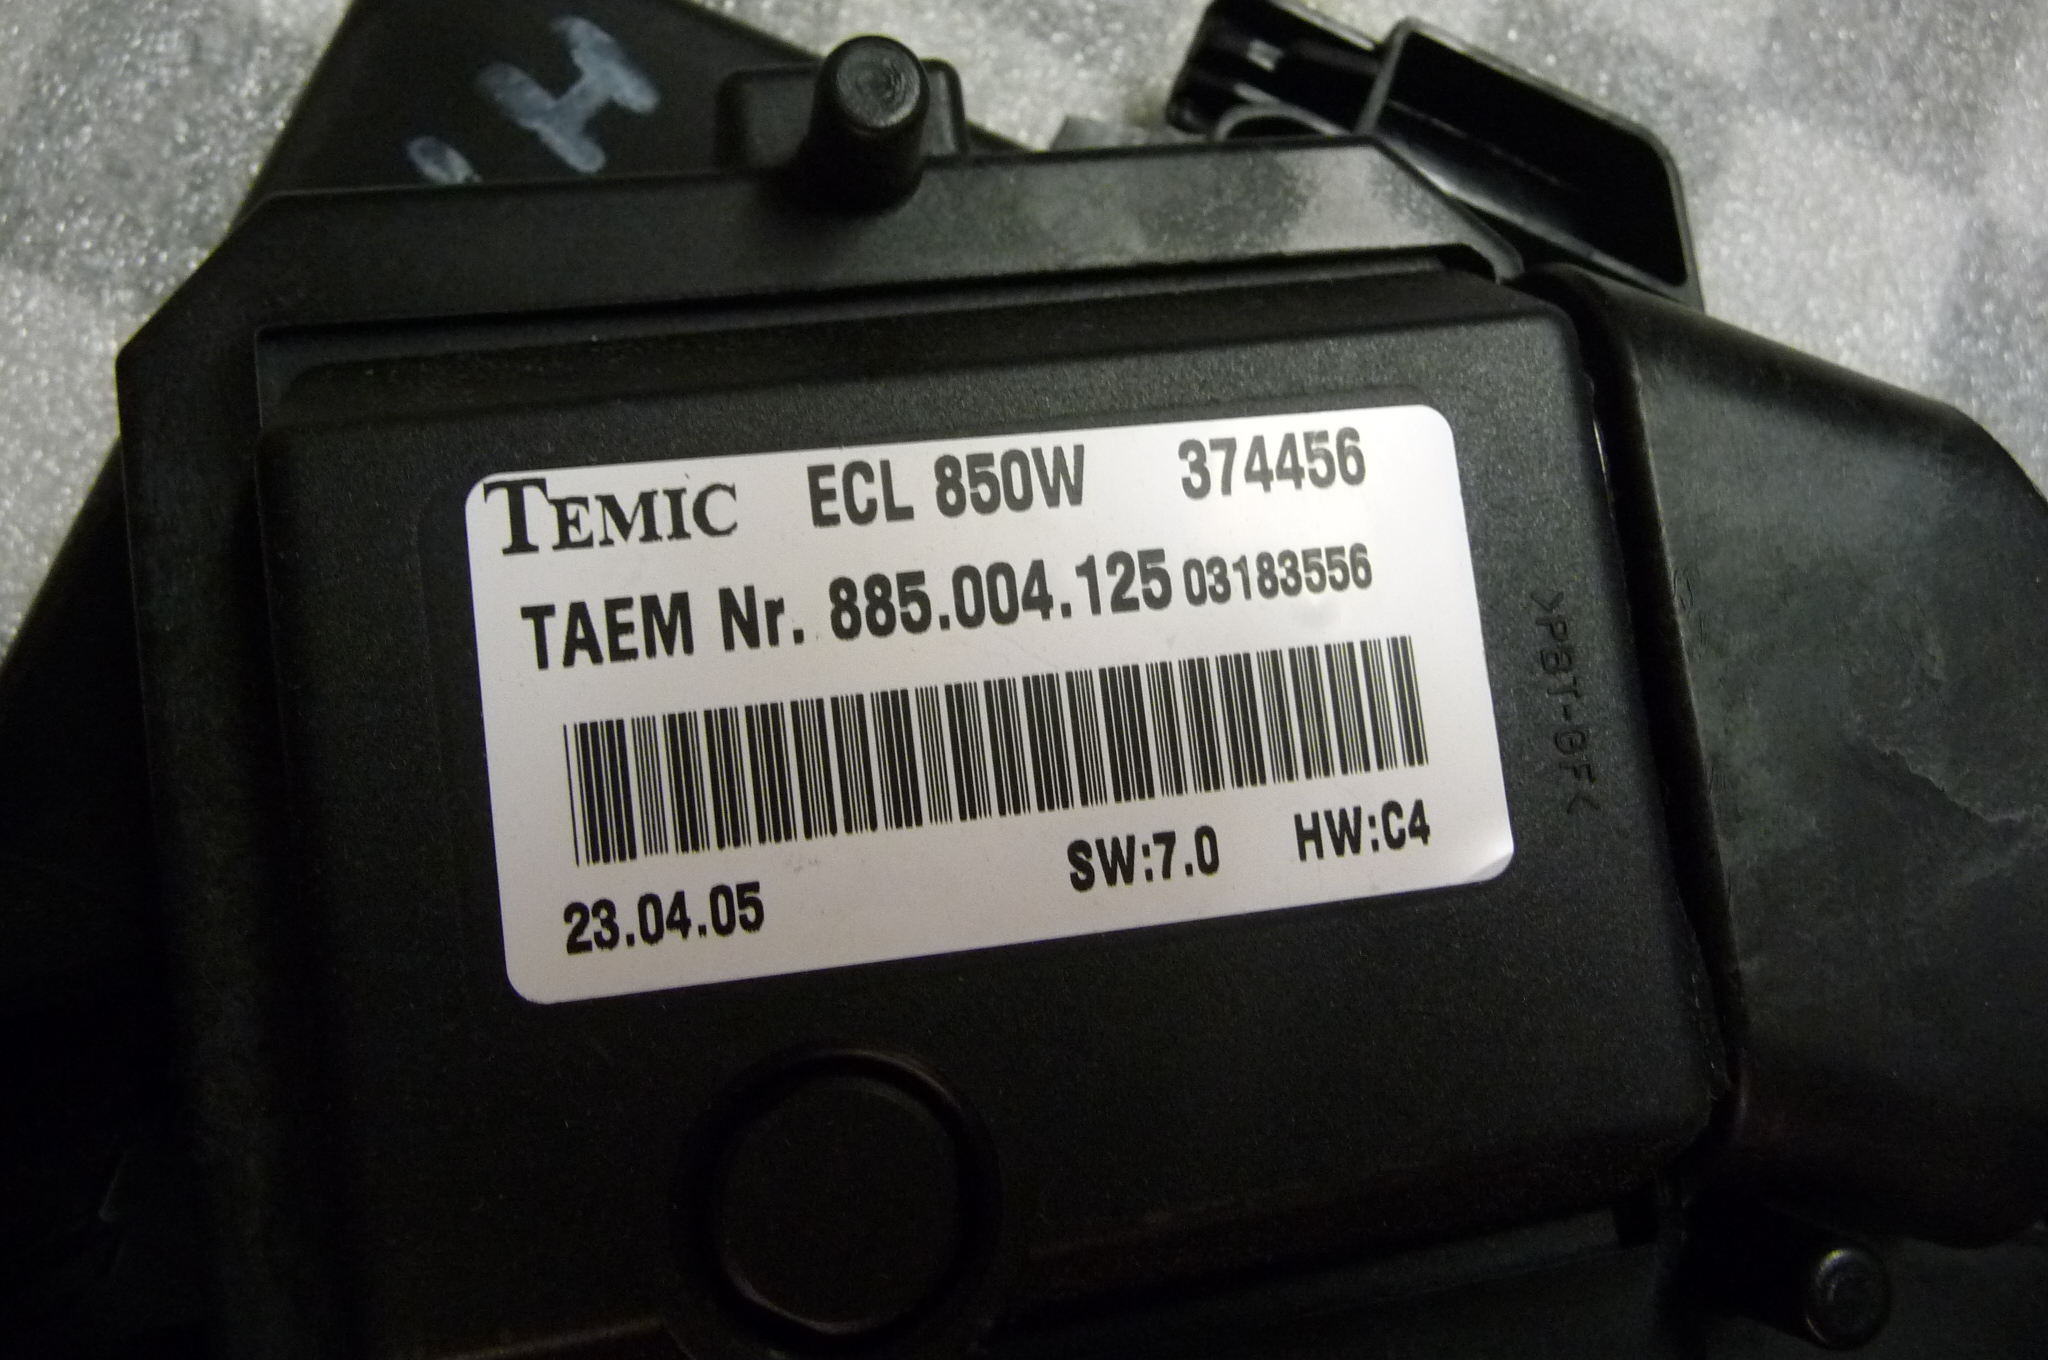 TEMIC ECL 850W 374456
TAEM Nr. 885.004.125 03183556
23.04.05 SW:7.0 HW:C4
>PBT-GF<